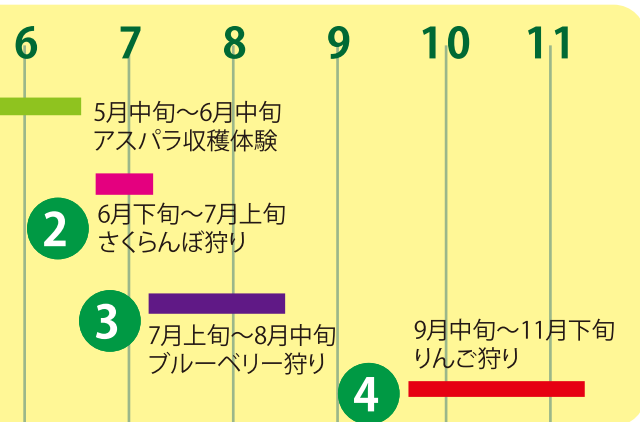 6 7 8 9 10 11
5月中旬～6月中旬
アスパラ収穫体験
2
6月下旬～7月上旬
さくらんぼ狩り
3
7月上旬～8月中旬
ブルーベリー狩り
9月中旬～11月下旬
りんご狩り
4